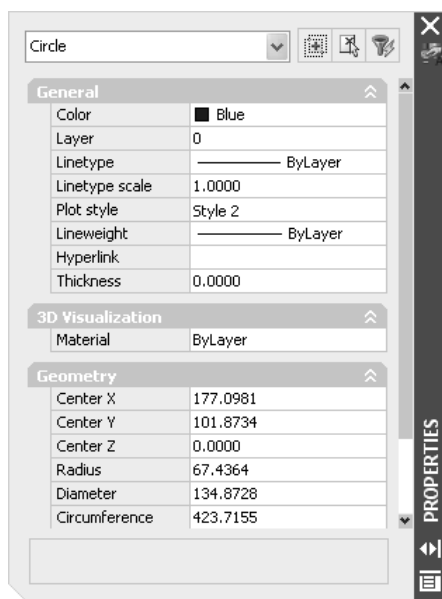 Circle
General
Color Blue
Layer 0
Linetype ByLayer
Linetype scale 1.0000
Plot style Style 2
Lineweight ByLayer
Hyperlink
Thickness 0.0000
3D Visualization
Material ByLayer
Geometry
Center X 177.0981
Center Y 101.8734
Center Z 0.0000
Radius 67.4364
Diameter 134.8728
Circumference 423.7155
PROPERTIES